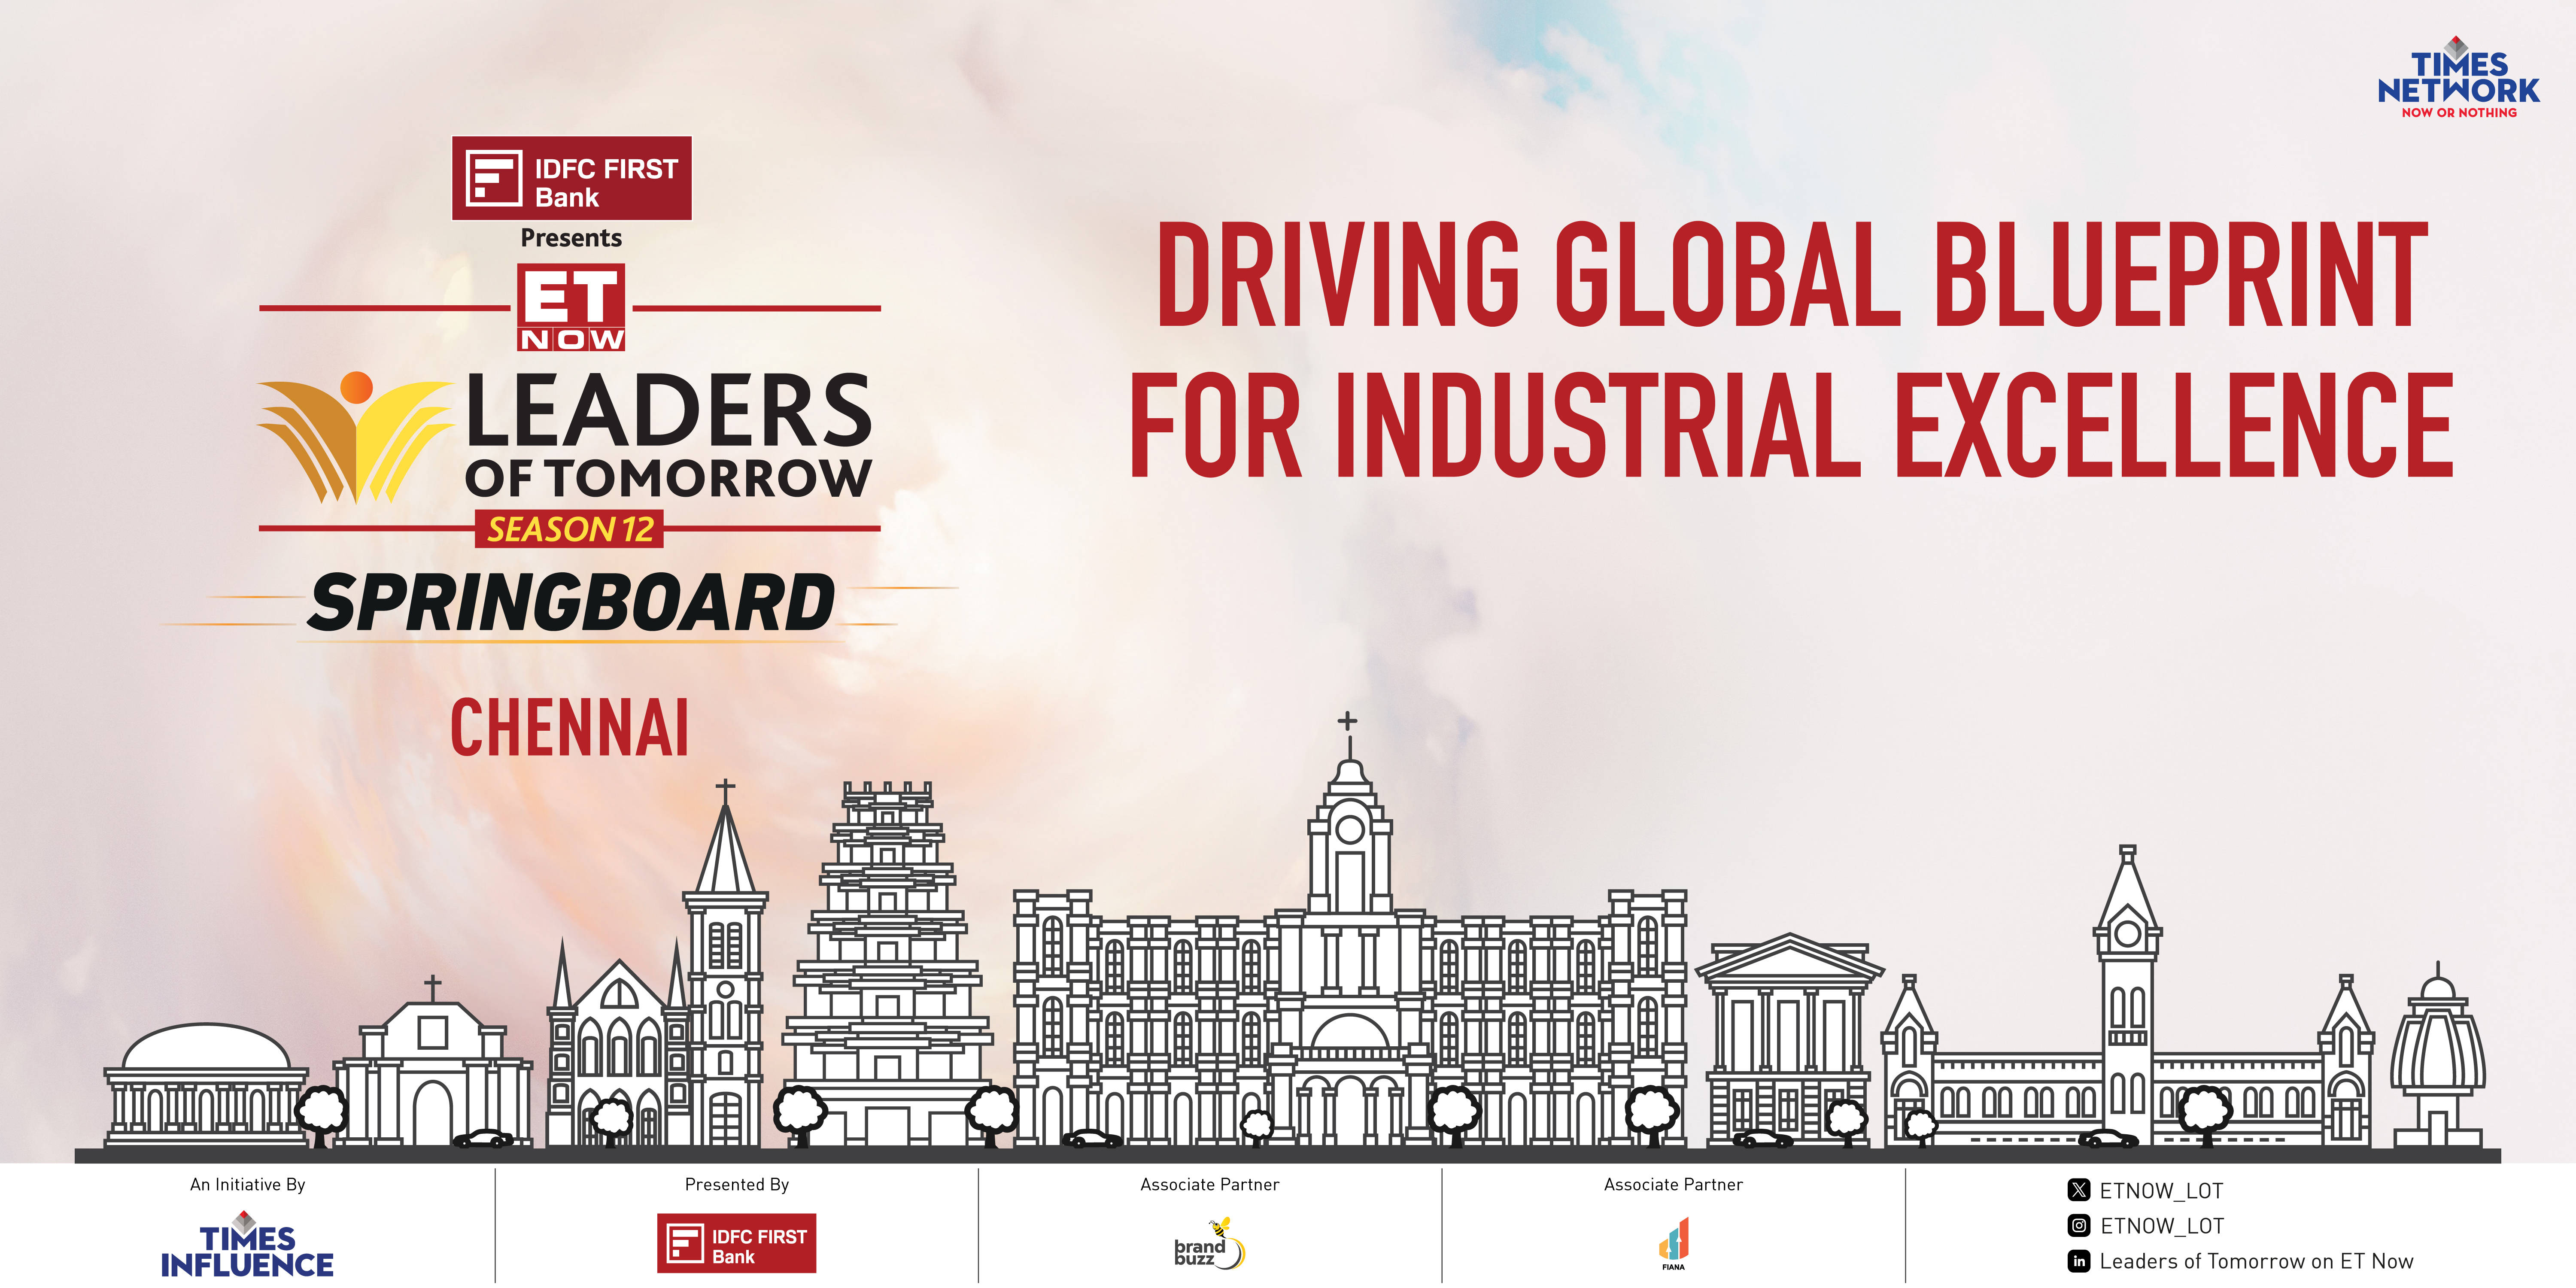 TIMES
NETWORK
NOW OR NOTHING
IDFC FIRST
Bank
Presents
ET
NOW
LEADERS
OF TOMORROW
SEASON 12
SPRINGBOARD
CHENNAI
DRIVING GLOBAL BLUEPRINT
FOR INDUSTRIAL EXCELLENCE
An Initiative By
TIMES
INFLUENCE
Presented By
IDFC FIRST
Bank
Associate Partner
brand
buzz
Associate Partner
FIANA
ETNOW_LOT
ETNOW_LOT
in Leaders of Tomorrow on ET Now